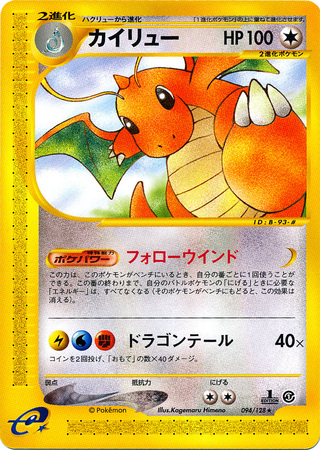 2進化
ハクリューから進化
カイリュー
HP 100
2進化ポケモン
ID:B-93-#
特殊能力
ポケパワー
フォローウインド
この力は、このポケモンがベンチにいるとき、自分の番ごとに1回使うことが
できる。この番の終わりまで、自分のバトルポケモンの「にげる」ときに必要な
「エネルギー」は、すべてなくなる(そのポケモンがベンチにもどると、この効果
は消える)。
ドラゴンテール
40×
コインを2回投げ、「おもて」の数×40ダメージ。
弱点
抵抗力
にげる
© Pokémon
Illus. Kagemaru Himeno
1
EDITION
094/128 ★
e